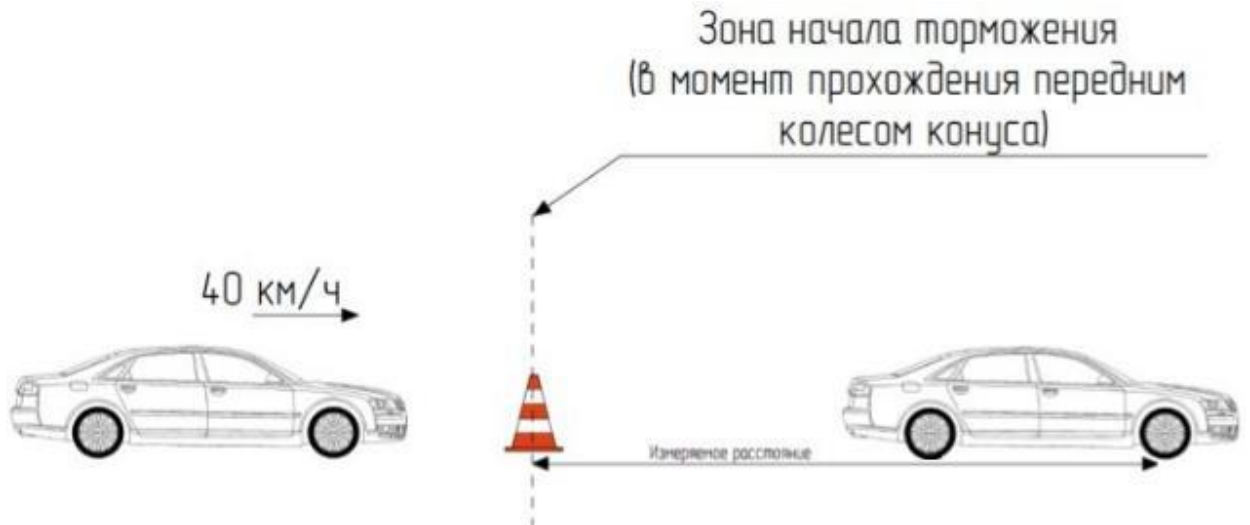 Зона начала торможения
(в момент прохождения передним
колесом конуса)
40 км/ч
Измеряемое расстояние